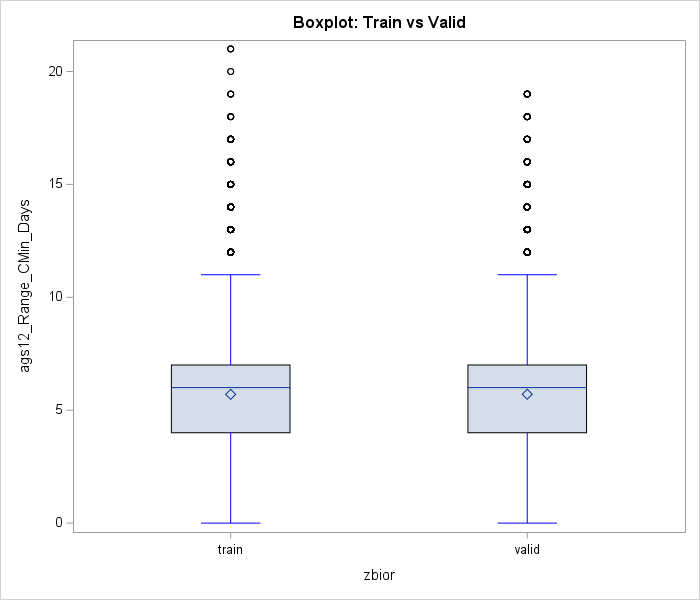 Boxplot: Train vs Valid
20
15
10
5
0
ags12_Range_CMin_Days
train
valid
zbior